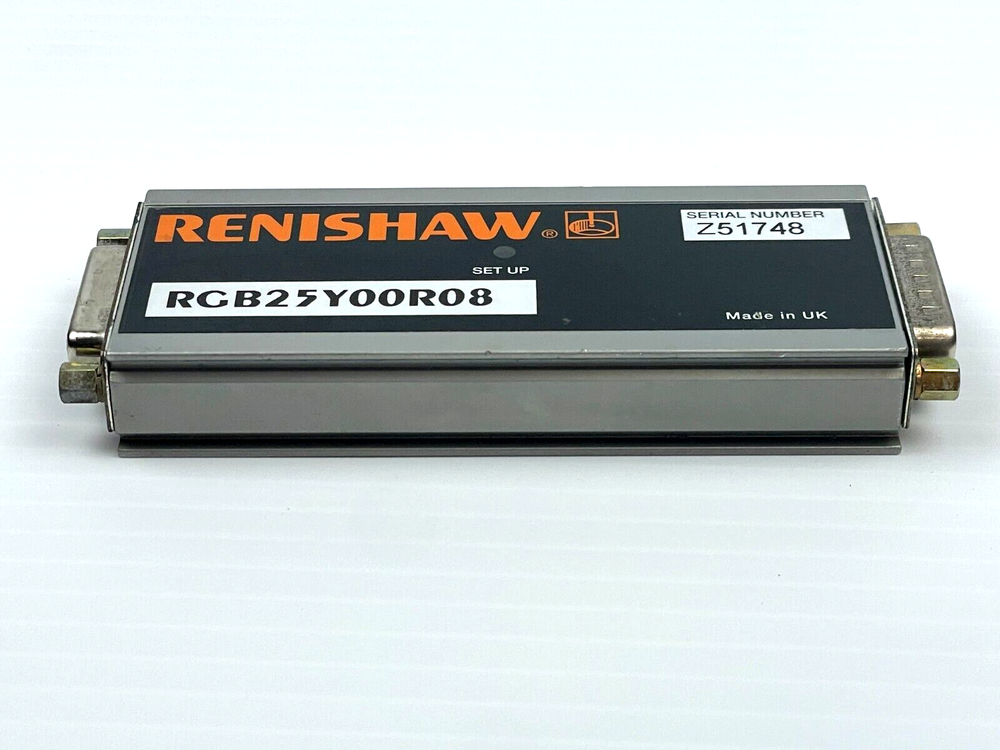 RENISHAW®
SERIAL NUMBER
Z51748
SET UP
RGB25Y00R08
Made in UK